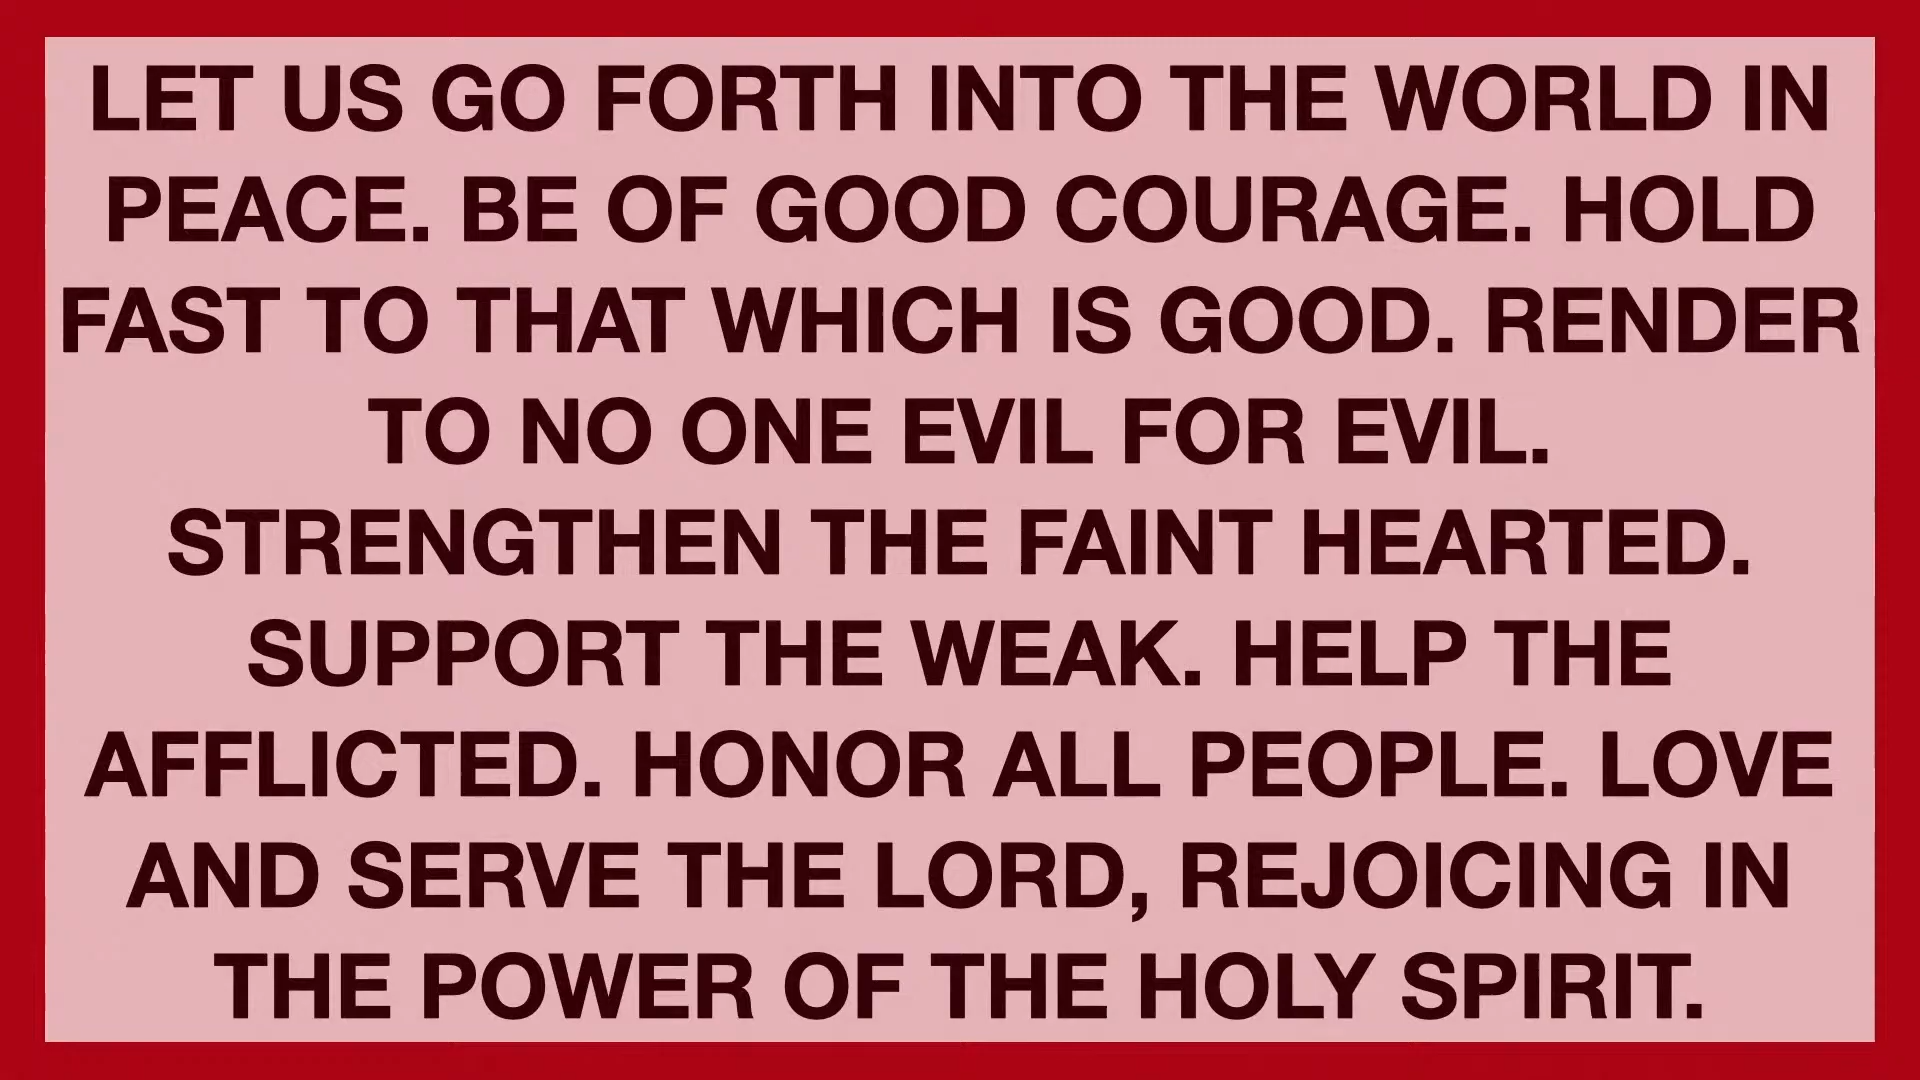 LET US GO FORTH INTO THE WORLD IN
PEACE. BE OF GOOD COURAGE. HOLD
FAST TO THAT WHICH IS GOOD. RENDER
TO NO ONE EVIL FOR EVIL.
STRENGTHEN THE FAINT HEARTED.
SUPPORT THE WEAK. HELP THE
AFFLICTED. HONOR ALL PEOPLE. LOVE
AND SERVE THE LORD, REJOICING IN
THE POWER OF THE HOLY SPIRIT.